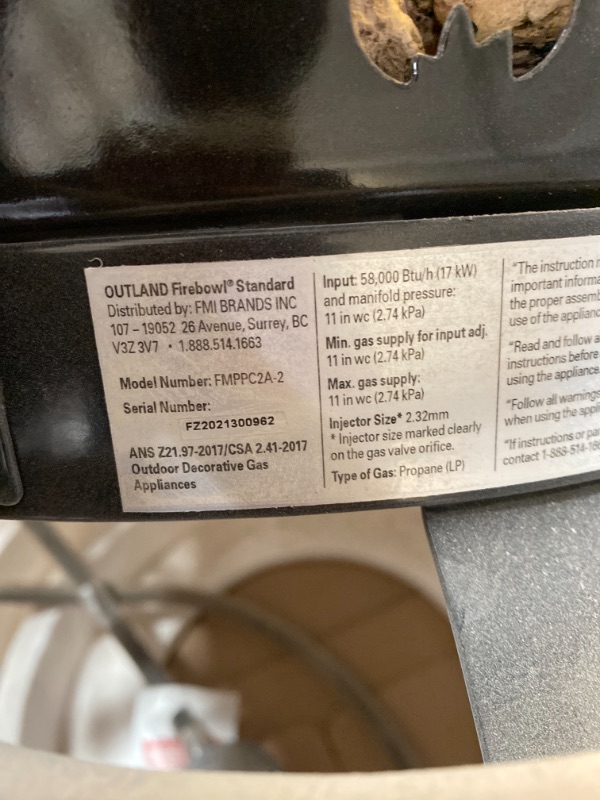 OUTLAND Firebowl® Standard
Distributed by: FMI BRANDS INC
107 – 19052 26 Avenue, Surrey, BC
V3Z 3V7 • 1.888.514.1663
Model Number: FMPPC2A-2
Serial Number:
FZ2021300962
ANS Z21.97-2017/CSA 2.41-2017
Outdoor Decorative Gas
Appliances
Input: 58,000 Btu/h (17 kW)
and manifold pressure:
11 in wc (2.74 kPa)
Min. gas supply for input adj.
11 in wc (2.74 kPa)
Max. gas supply:
11 in wc (2.74 kPa)
Injector Size* 2.32mm
* Injector size marked clearly
on the gas valve orifice.
Type of Gas: Propane (LP)
"The instruction
important
the proper
use of the
"Read and follow
instructions before
using the appliance.
"Follow all warnings
when using the
"If instructions or
contact 1-888-514-